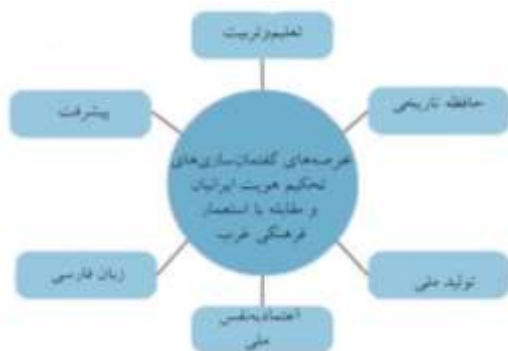 تعلیم‌وتربیت
حافظه تاریخی
پیشرفت
عرصه‌های گفتمان‌سازی‌های
تحکیم هویت ایرانیان
و مقابله با استعمار
فرهنگی غرب
تولید ملی
زبان فارسی
اعتمادبه‌نفس
ملی